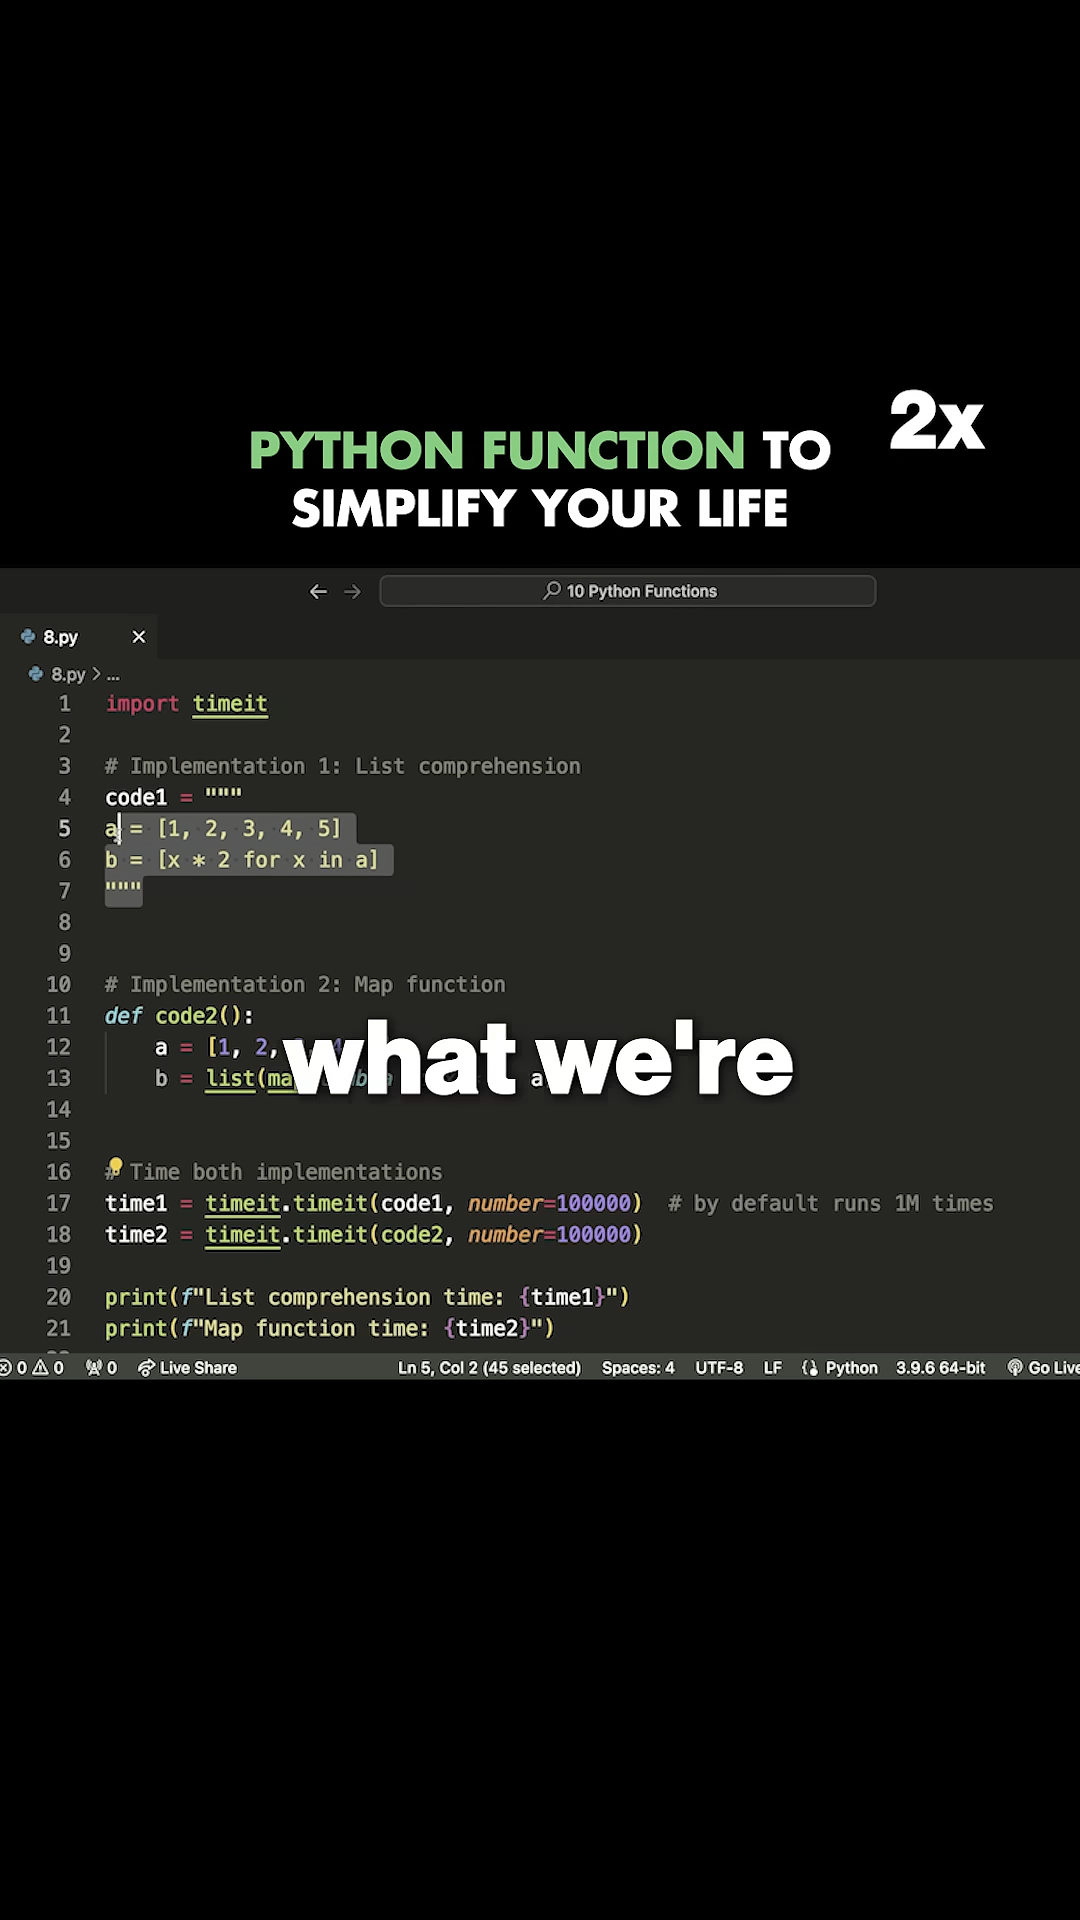 2x
PYTHON FUNCTION TO
SIMPLIFY YOUR LIFE
10 Python Functions
8.py
8.py > ...
1 import timeit
2
3 # Implementation 1: List comprehension
4 code1 = """
5 a = [1, 2, 3, 4, 5]
6 b = [x * 2 for x in a]
7 """
8
9
10 # Implementation 2: Map function
11 def code2():
12 a = [1, 2,
13 b = list(ma a
what we're
14
15
16 # Time both implementations
17 time1 = timeit.timeit(code1, number=100000) # by default runs 1M times
18 time2 = timeit.timeit(code2, number=100000)
19
20 print(f"List comprehension time: {time1}")
21 print(f"Map function time: {time2}")
0 0 0 Live Share Ln 5, Col 2 (45 selected) Spaces: 4 UTF-8 LF Python 3.9.6 64-bit Go Live